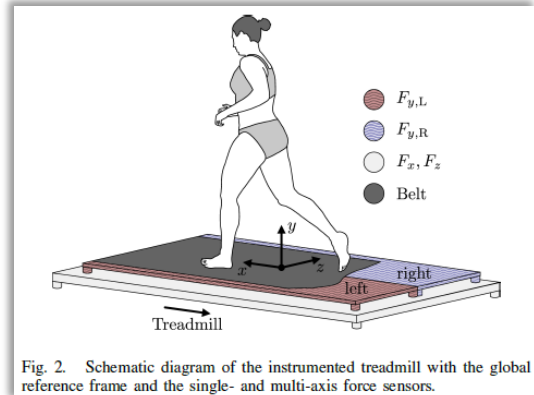 F_{y,L}
F_{y,R}
F_x, F_z
Belt
y
x
z
right
left
Treadmill
Fig. 2. Schematic diagram of the instrumented treadmill with the global
reference frame and the single- and multi-axis force sensors.